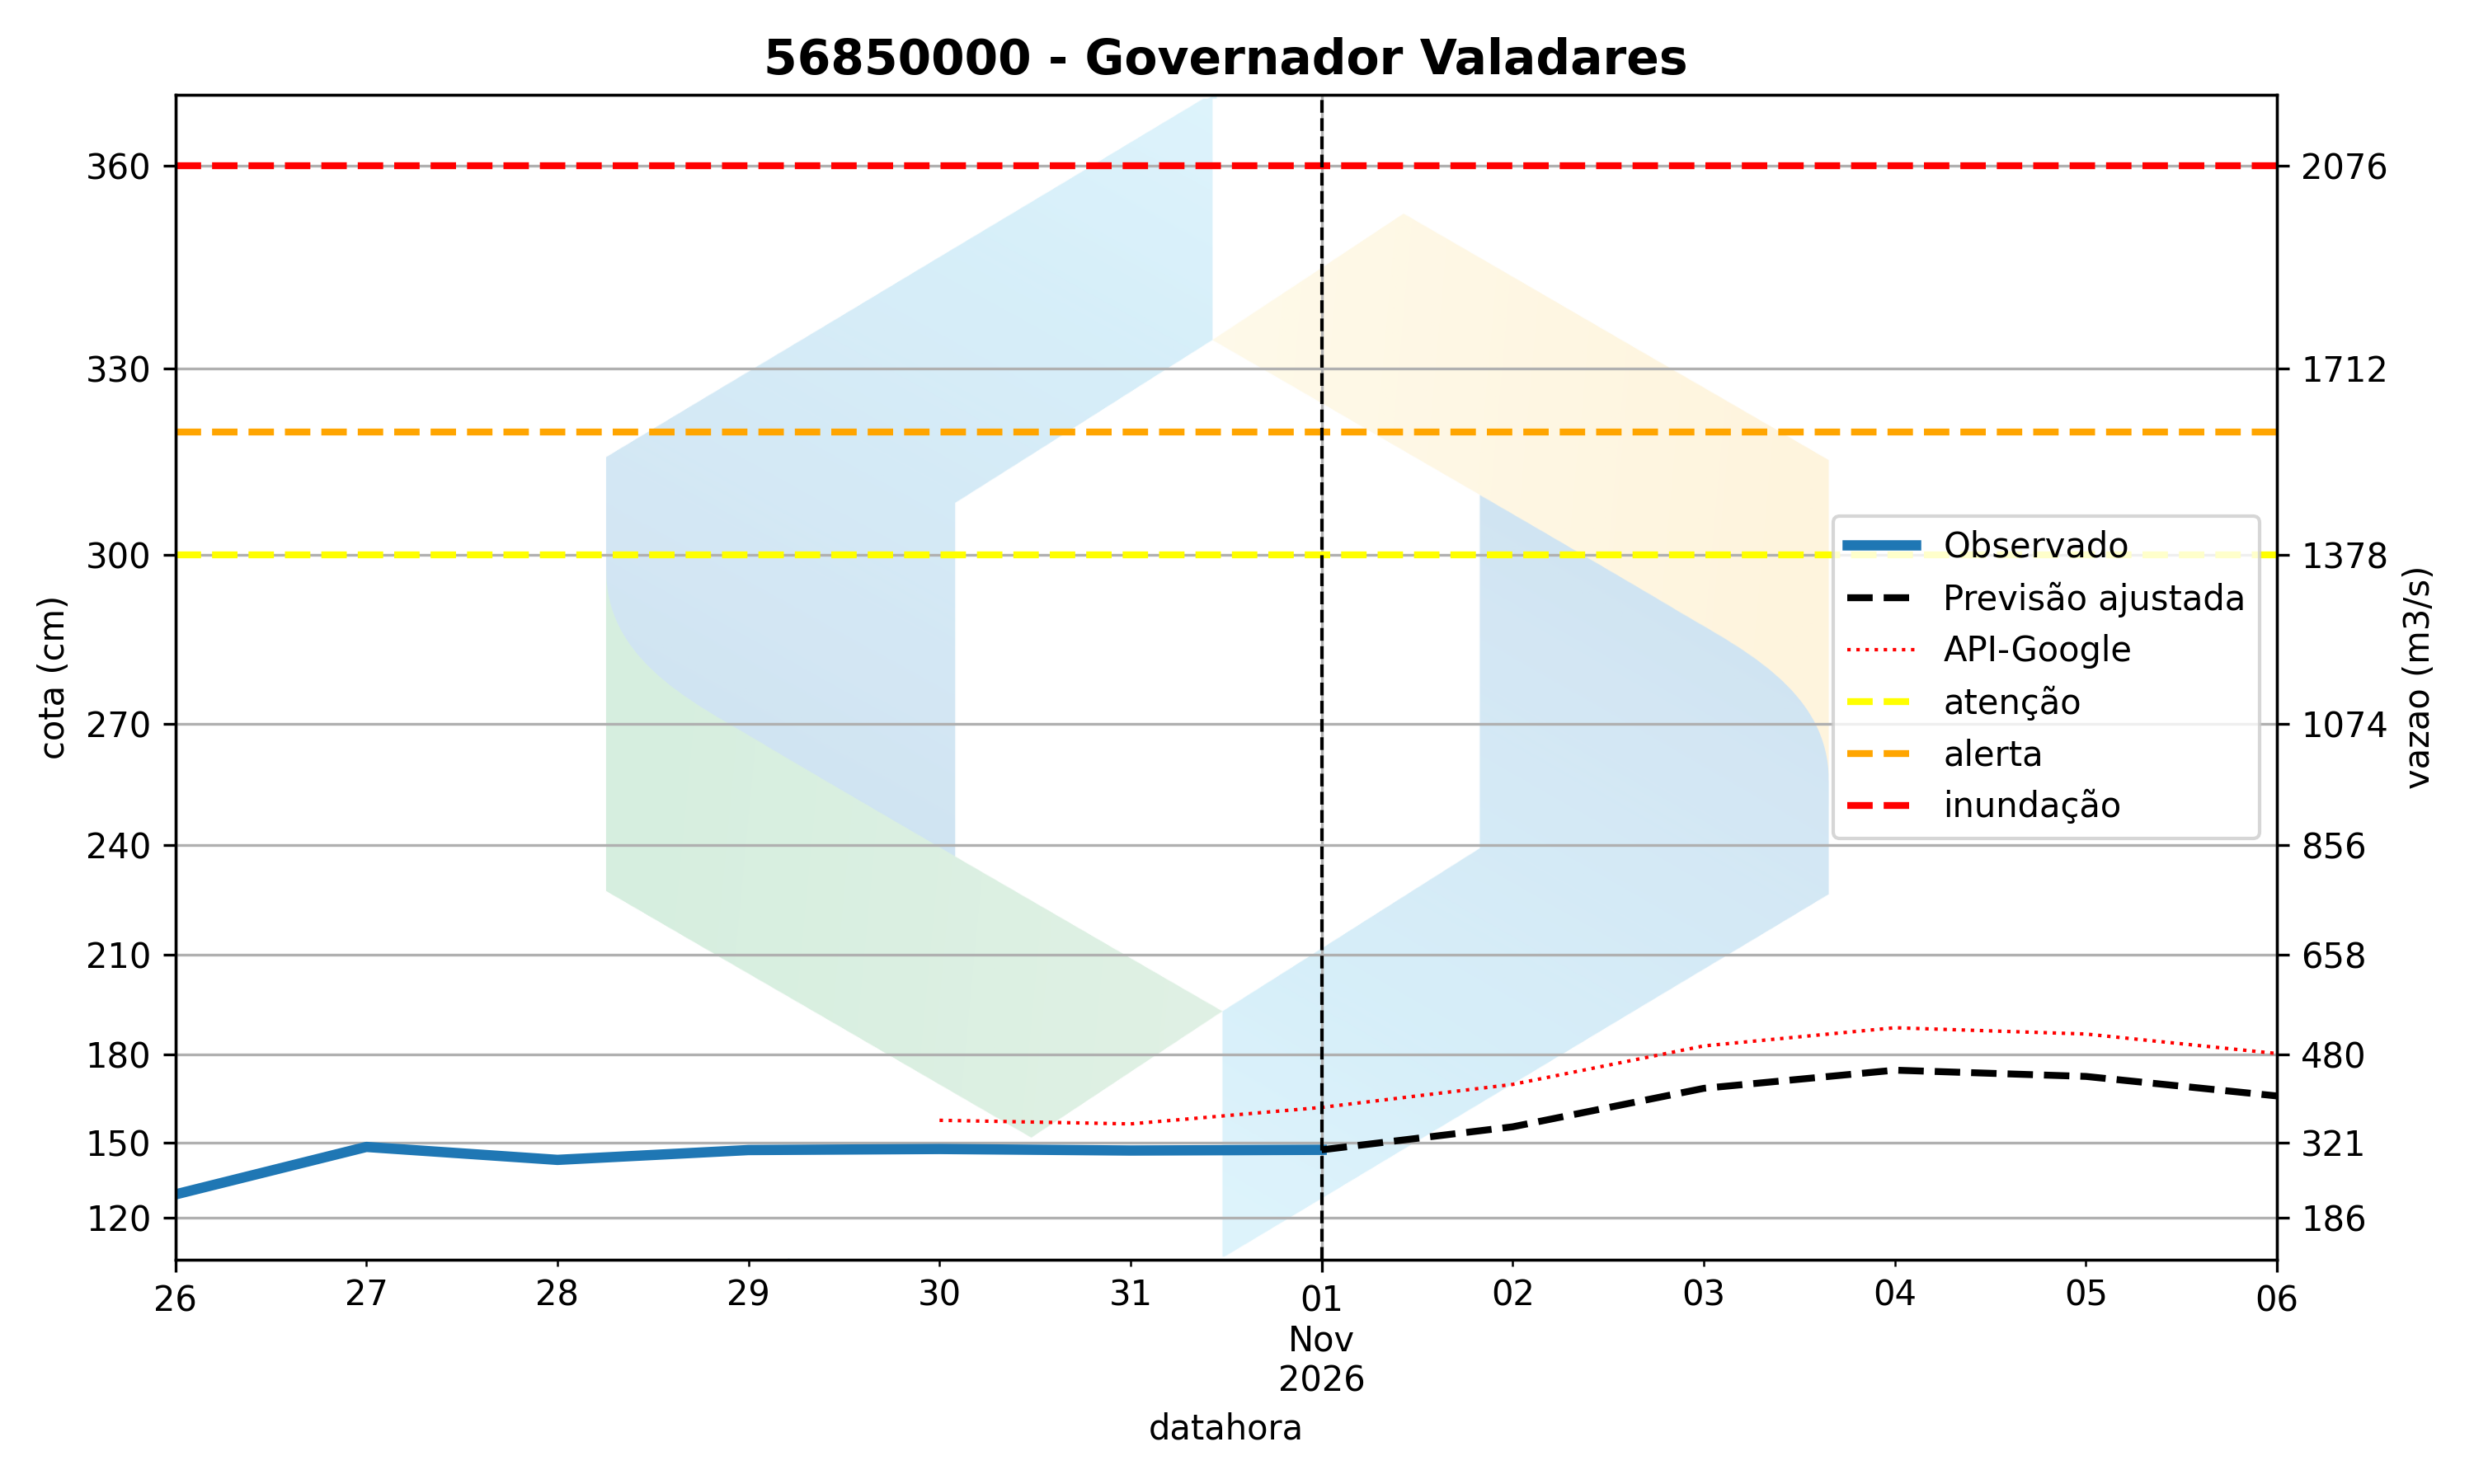 56850000 - Governador Valadares
360
330
300
270
240
210
180
150
120
cota (cm)
2076
1712
1378
1074
856
658
480
321
186
vazao (m3/s)
Observado
Previsão ajustada
API-Google
atenção
alerta
inundação
26 27 28 29 30 31 01 02 03 04 05 06
Nov
2026
datahora